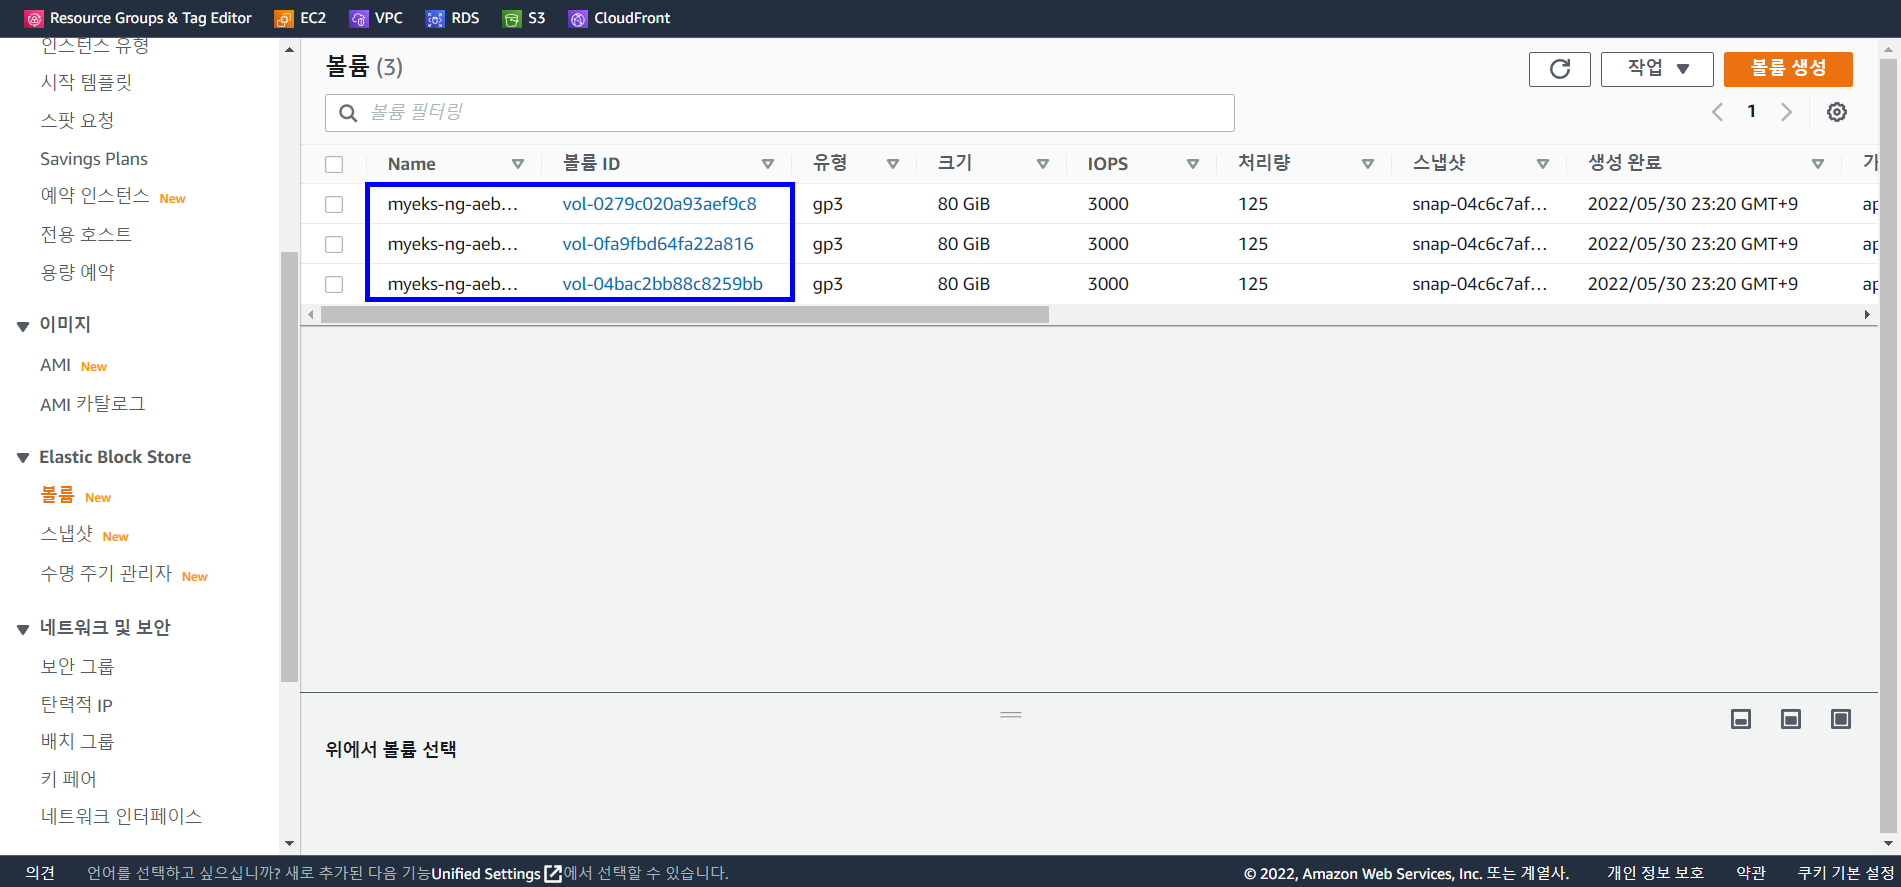 Resource Groups & Tag Editor EC2 VPC RDS S3 CloudFront
인스턴스 유형
시작 템플릿
스팟 요청
Savings Plans
예약 인스턴스 New
전용 호스트
용량 예약
이미지
AMI New
AMI 카탈로그
Elastic Block Store
볼륨 New
스냅샷 New
수명 주기 관리자 New
네트워크 및 보안
보안 그룹
탄력적 IP
배치 그룹
키 페어
네트워크 인터페이스
볼륨 (3)
작업
볼륨 생성
볼륨 필터링
1
Name 볼륨 ID 유형 크기 IOPS 처리량 스냅샷 생성 완료 가
myeks-ng-aeb… vol-0279c020a93aef9c8 gp3 80 GiB 3000 125 snap-04c6c7af… 2022/05/30 23:20 GMT+9 ap
myeks-ng-aeb… vol-0fa9fbd64fa22a816 gp3 80 GiB 3000 125 snap-04c6c7af… 2022/05/30 23:20 GMT+9 ap
myeks-ng-aeb… vol-04bac2bb88c8259bb gp3 80 GiB 3000 125 snap-04c6c7af… 2022/05/30 23:20 GMT+9 ap
위에서 볼륨 선택
의견 언어를 선택하고 싶으십니까? 새로 추가된 다음 기능Unified Settings에서 선택할 수 있습니다. © 2022, Amazon Web Services, Inc. 또는 계열사. 개인 정보 보호 약관 쿠키 기본 설정